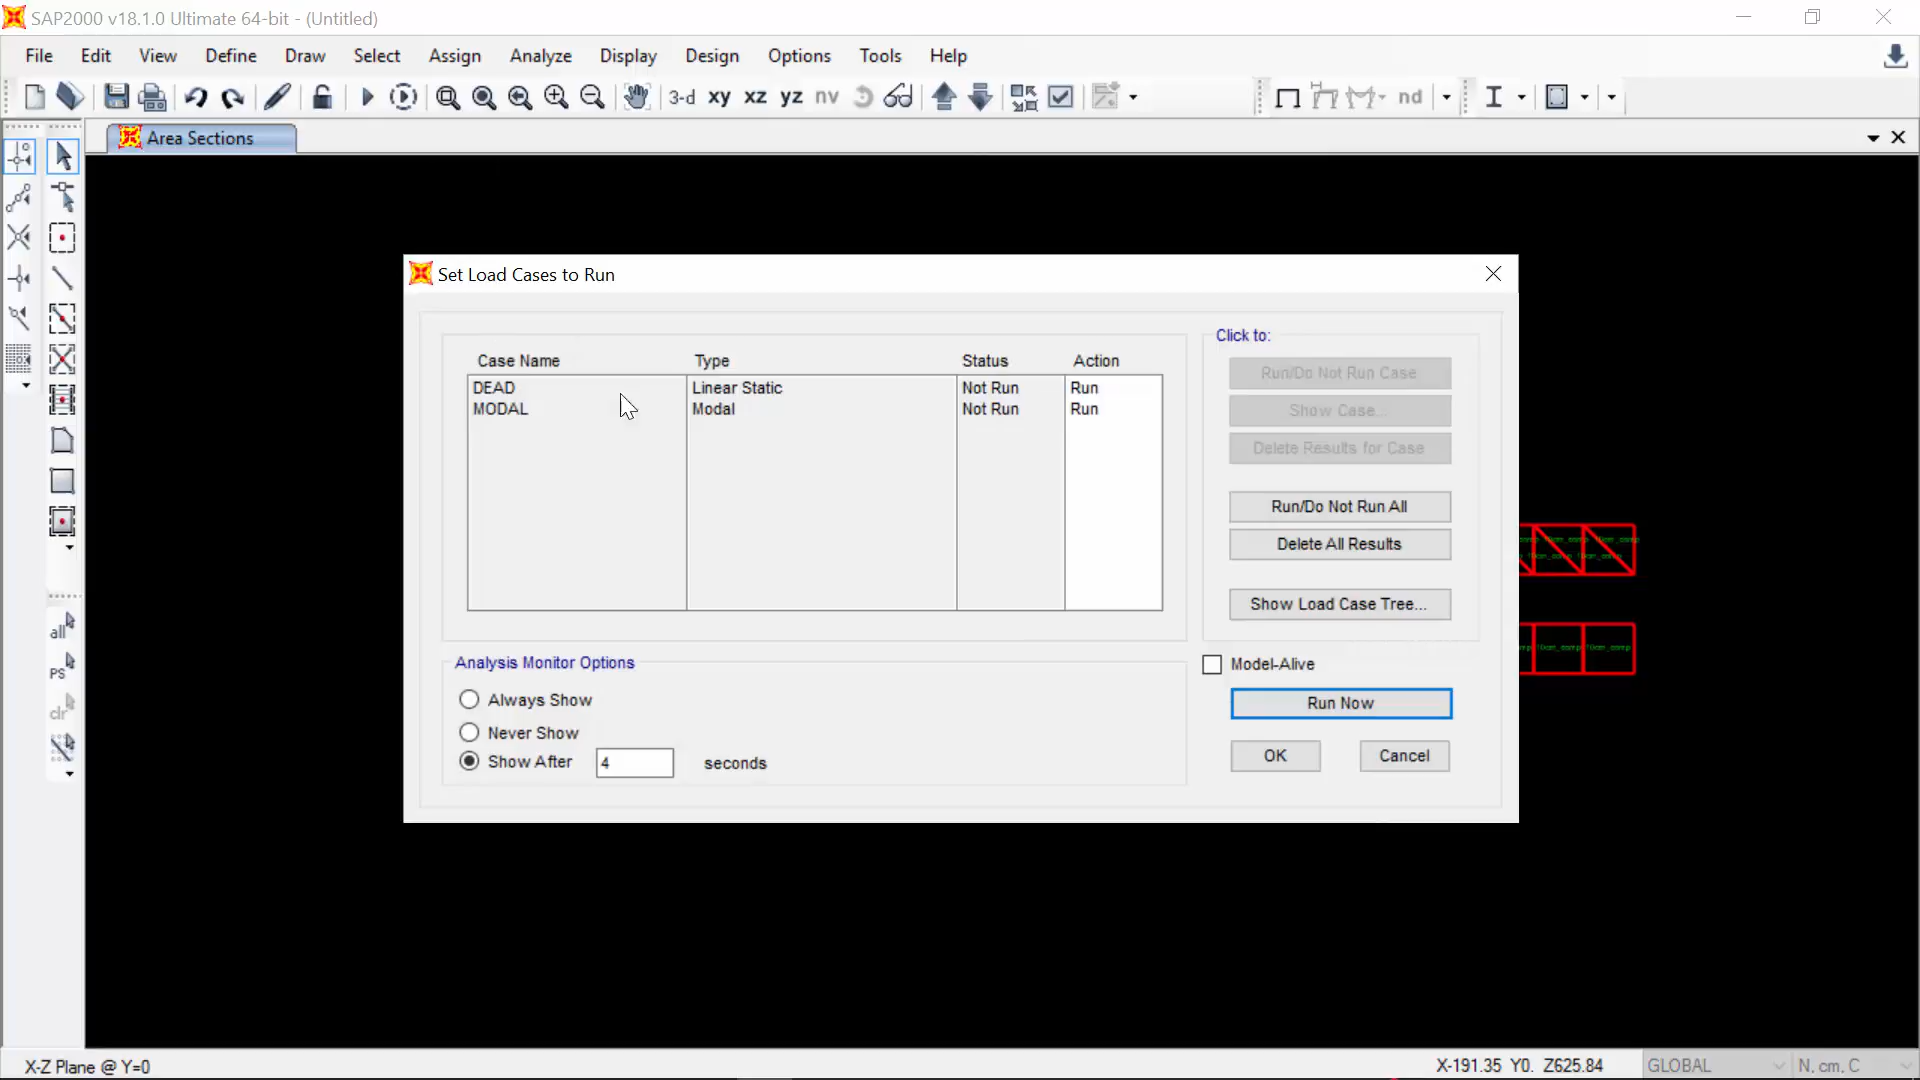 SAP2000 v18.1.0 Ultimate 64-bit - (Untitled)
File Edit View Define Draw Select Assign Analyze Display Design Options Tools Help
3-d xy xz yz nv nd
Area Sections
Set Load Cases to Run
Click to:
Case Name Type Status Action
DEAD Linear Static Not Run Run
MODAL Modal Not Run Run
Run/Do Not Run Case
Show Case...
Delete Results for Case
Run/Do Not Run All
Delete All Results
Show Load Case Tree...
Analysis Monitor Options
Always Show
Never Show
Show After 4 seconds
Model-Alive
Run Now
OK Cancel
all
PS
clr
X-Z Plane @ Y=0
X-191.35 Y0. Z625.84
GLOBAL
N, cm, C